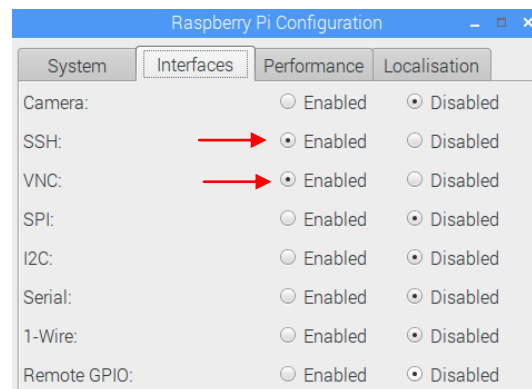 Raspberry Pi Configuration
System Interfaces Performance Localisation
Camera: Enabled Disabled
SSH: Enabled Disabled
VNC: Enabled Disabled
SPI: Enabled Disabled
I2C: Enabled Disabled
Serial: Enabled Disabled
1-Wire: Enabled Disabled
Remote GPIO: Enabled Disabled